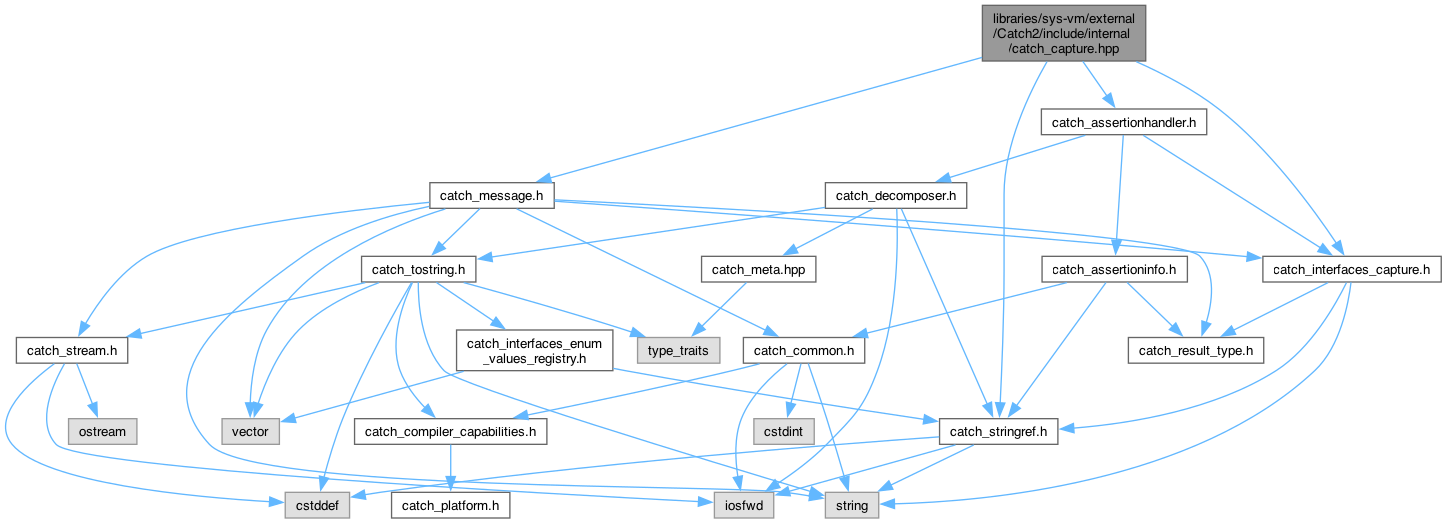 libraries/sys-vm/external
/Catch2/include/internal
/catch_capture.hpp
catch_assertionhandler.h
catch_message.h
catch_decomposer.h
catch_tostring.h
catch_meta.hpp
catch_assertioninfo.h
catch_interfaces_capture.h
catch_stream.h
catch_interfaces_enum
_values_registry.h
type_traits
catch_common.h
catch_result_type.h
ostream
vector
catch_compiler_capabilities.h
cstdint
catch_stringref.h
cstddef
catch_platform.h
iosfwd
string